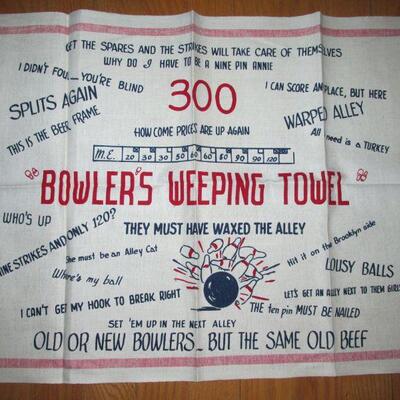 GET THE SPARES AND THE STRIKES WILL TAKE CARE OF THEMSELVES
WHY DO I HAVE TO BE A NINE PIN ANNIE
I DIDN'T FOUL - YOU'RE BLIND
I CAN SCORE ANYPLACE, BUT HERE
SPLITS AGAIN
300
WARPED ALLEY
THIS IS THE BEER FRAME
HOW COME PRICES ARE UP AGAIN
All need is a TURKEY
M.E. 20 30 40 50 60 80 90 120
BOWLER'S WEEPING TOWEL
WHO'S UP
NINE STRIKES AND ONLY 120?
THEY MUST HAVE WAXED THE ALLEY
Hit it on the Brooklyn side
She must be an Alley Cat
LOUSY BALLS
Where's my ball
LET'S GET AN ALLEY NEXT TO THEM GIRLS
I CAN'T GET MY HOOK TO BREAK RIGHT
THE ten pin MUST BE NAILED
SET 'EM UP IN THE NEXT ALLEY
OLD OR NEW BOWLERS... BUT THE SAME OLD BEEF